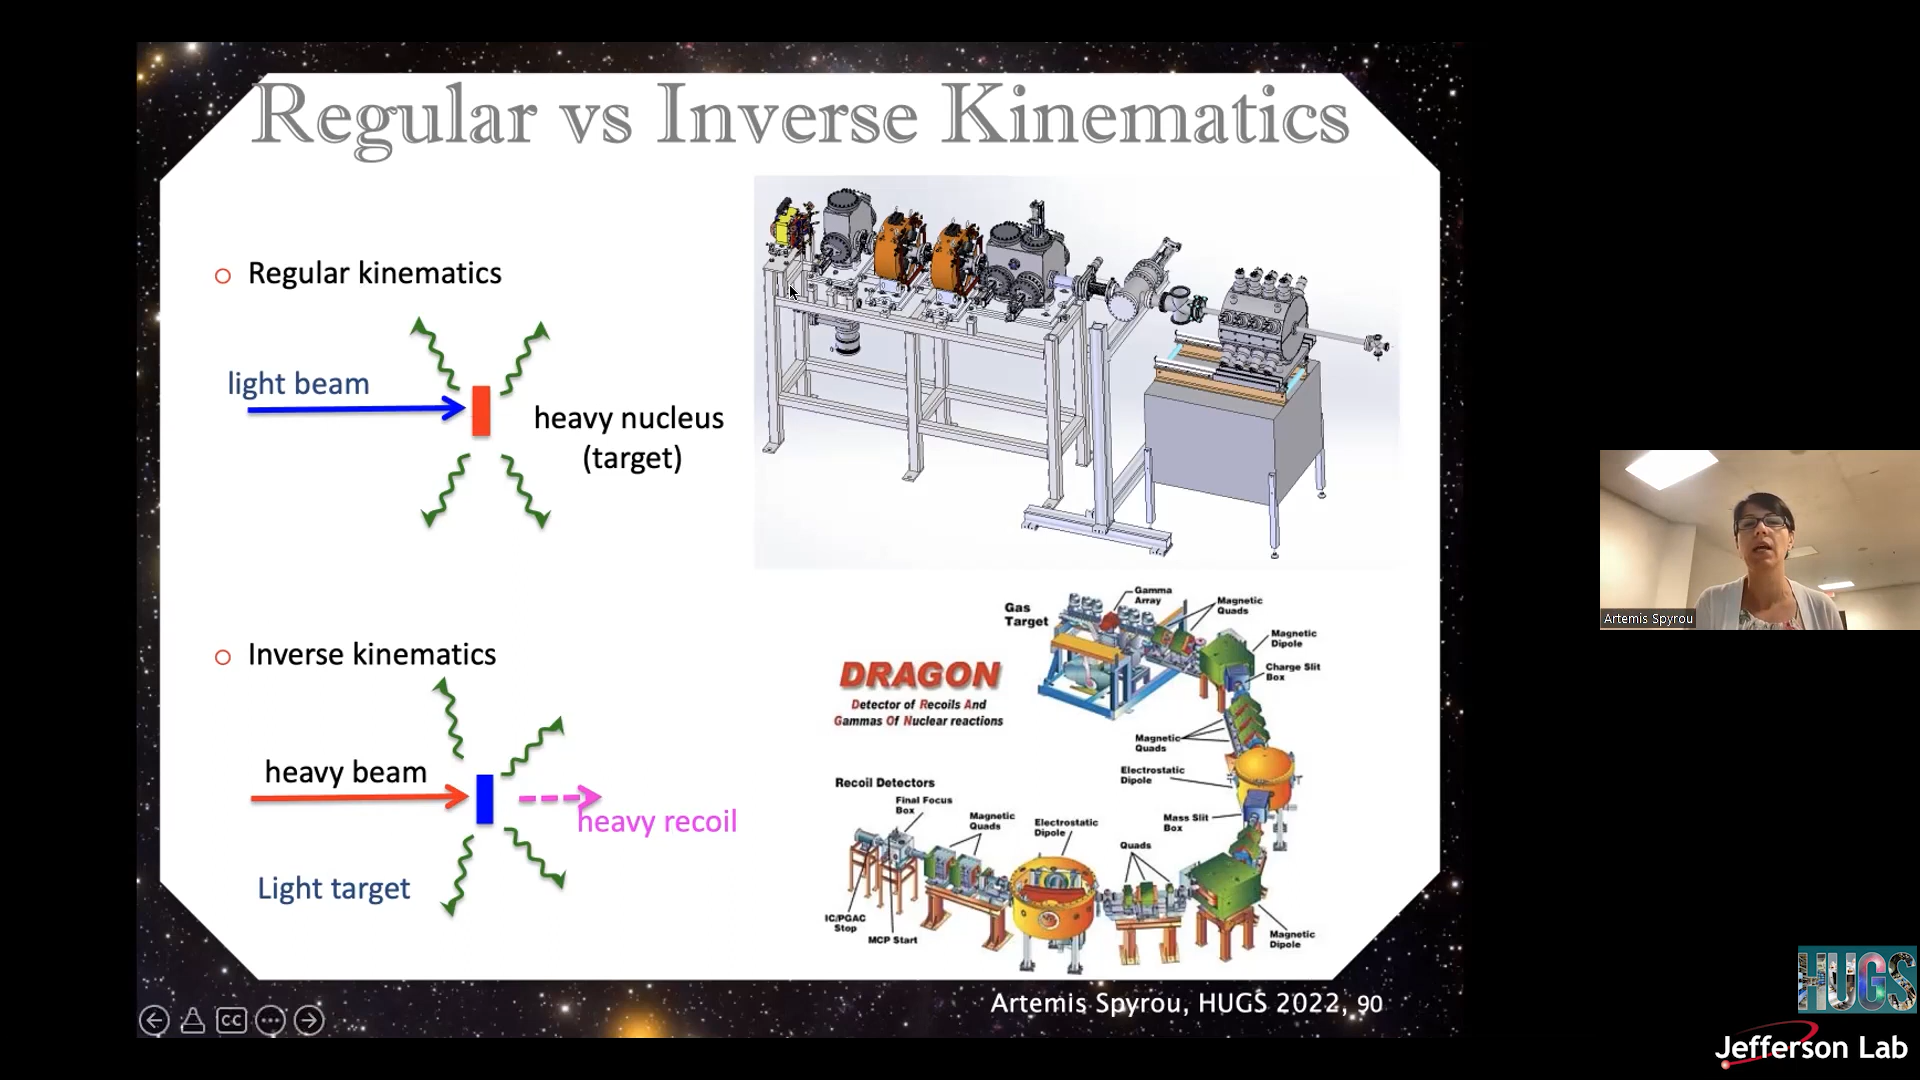 Regular vs Inverse Kinematics
Regular kinematics
light beam
heavy nucleus
(target)
Inverse kinematics
heavy beam
heavy recoil
Light target
Gas
Target
Gamma
Array
Magnetic
Quads
Magnetic
Dipole
Charge Slit
Box
DRAGON
Detector of Recoils And
Gammas Of Nuclear reactions
Magnetic
Quads
Electrostatic
Dipole
Recoil Detectors
Final Focus
Box
Magnetic
Quads
Electrostatic
Dipole
Mass Slit
Box
Quads
IC/PGAC
Stop
MCP Start
Magnetic
Dipole
Artemis Spyrou, HUGS 2022, 90
CC
Artemis Spyrou
HUGS
Jefferson Lab